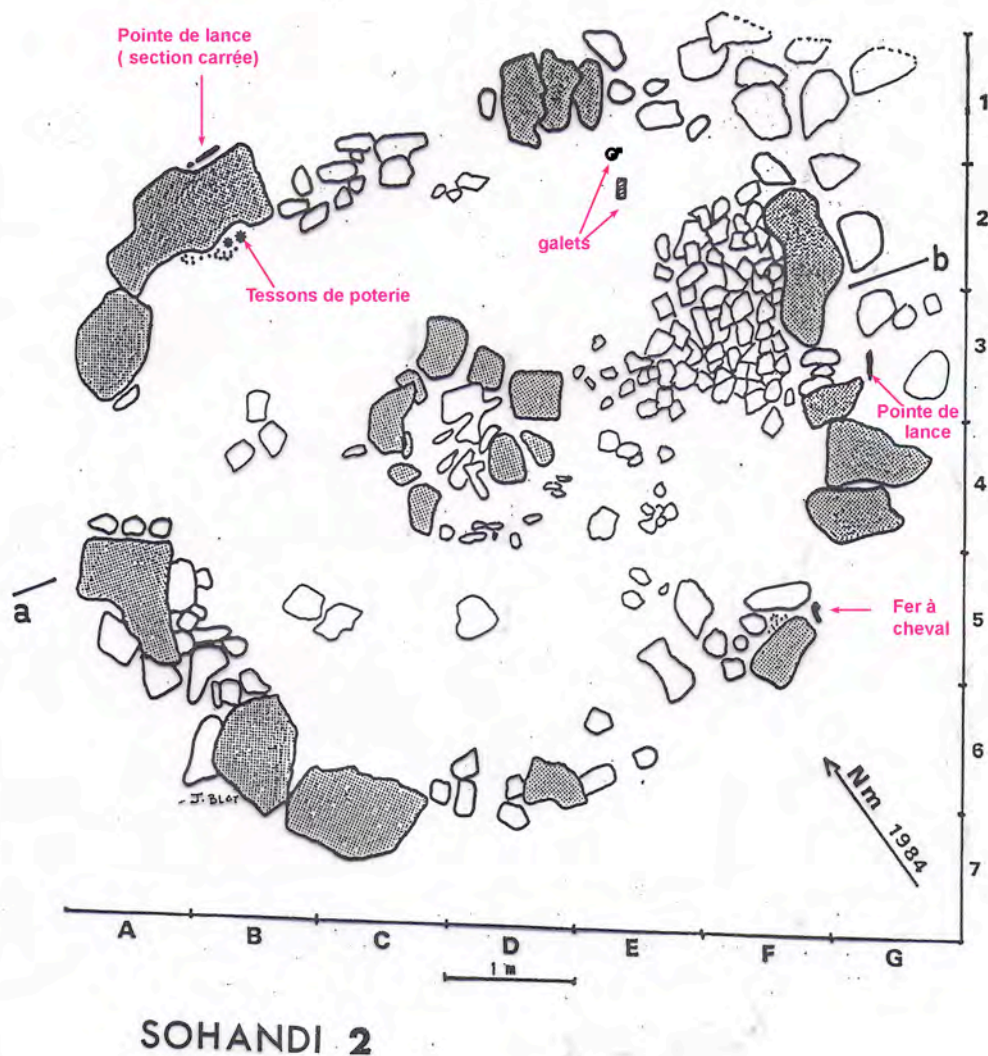 Pointe de lance
( section carrée)
1
2
galets
b
Tessons de poterie
3
Pointe de
lance
4
a
Fer à
cheval
5
6
- J. BLOT
Nm 1984
7
A B C D E F G
1 m
SOHANDI 2